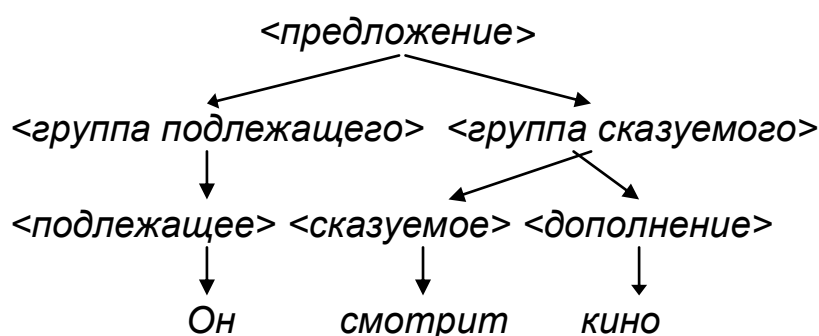 <предложение>
<группа подлежащего> <группа сказуемого>
<подлежащее> <сказуемое> <дополнение>
Он смотрит кино